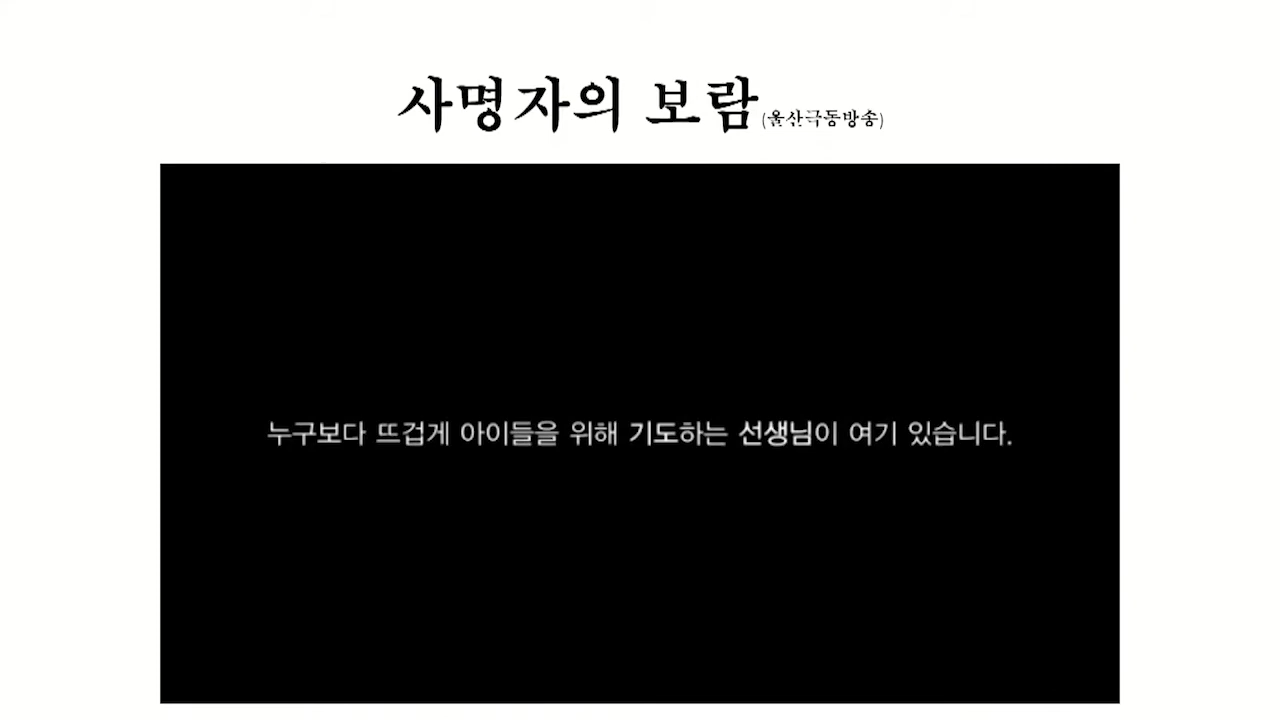 사명자의 보람(울산극동방송)
누구보다 뜨겁게 아이들을 위해 기도하는 선생님이 여기 있습니다.